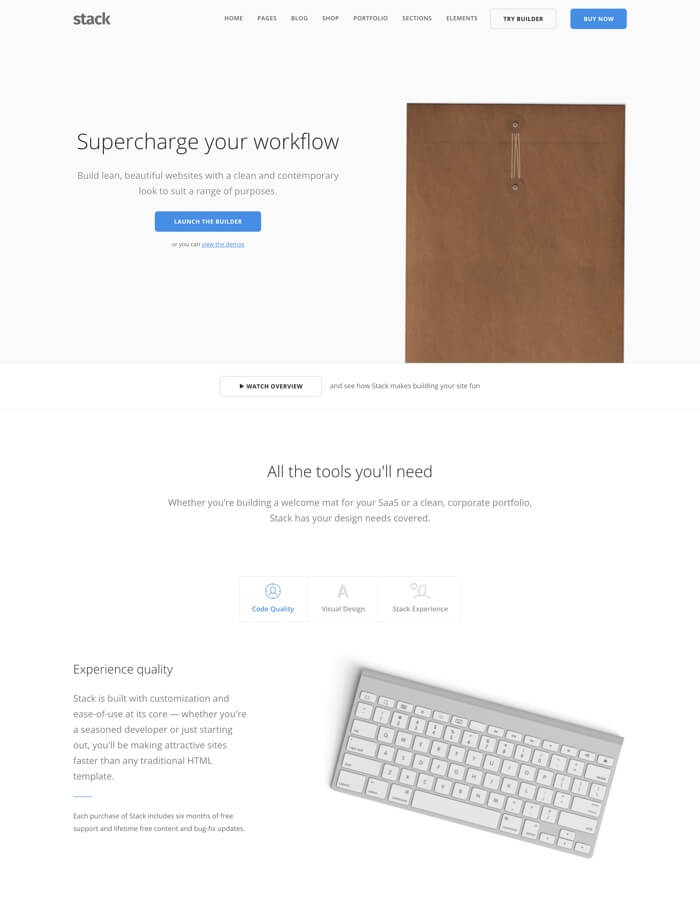 stack
HOME PAGES BLOG SHOP PORTFOLIO SECTIONS ELEMENTS TRY BUILDER BUY NOW
Supercharge your workflow
Build lean, beautiful websites with a clean and contemporary
look to suit a range of purposes.
LAUNCH THE BUILDER
or you can view the demos
WATCH OVERVIEW and see how Stack makes building your site fun
All the tools you'll need
Whether you're building a welcome mat for your SaaS or a clean, corporate portfolio,
Stack has your design needs covered.
Code Quality Visual Design Stack Experience
Experience quality
Stack is built with customization and
ease-of-use at its core — whether you're
a seasoned developer or just starting
out, you'll be making attractive sites
faster than any traditional HTML
template.
Each purchase of Stack includes six months of free
support and lifetime free content and bug-fix updates.